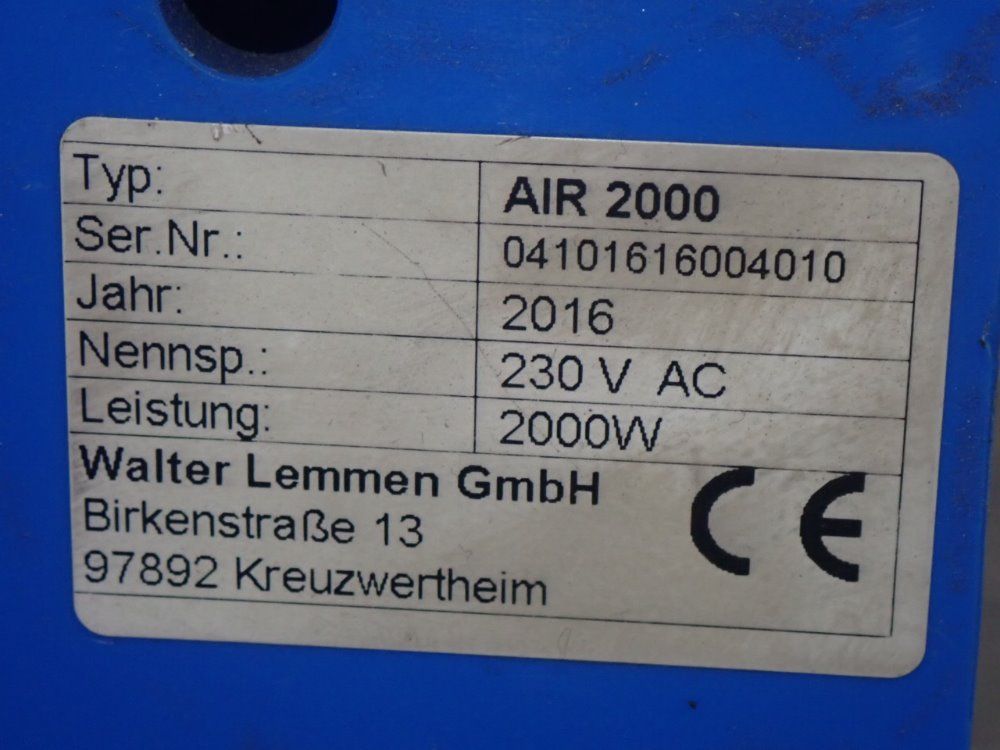 Typ: AIR 2000
Ser.Nr.: 04101616004010
Jahr: 2016
Nennsp.: 230 V AC
Leistung: 2000W
Walter Lemmen GmbH
Birkenstraße 13
97892 Kreuzwertheim
CE